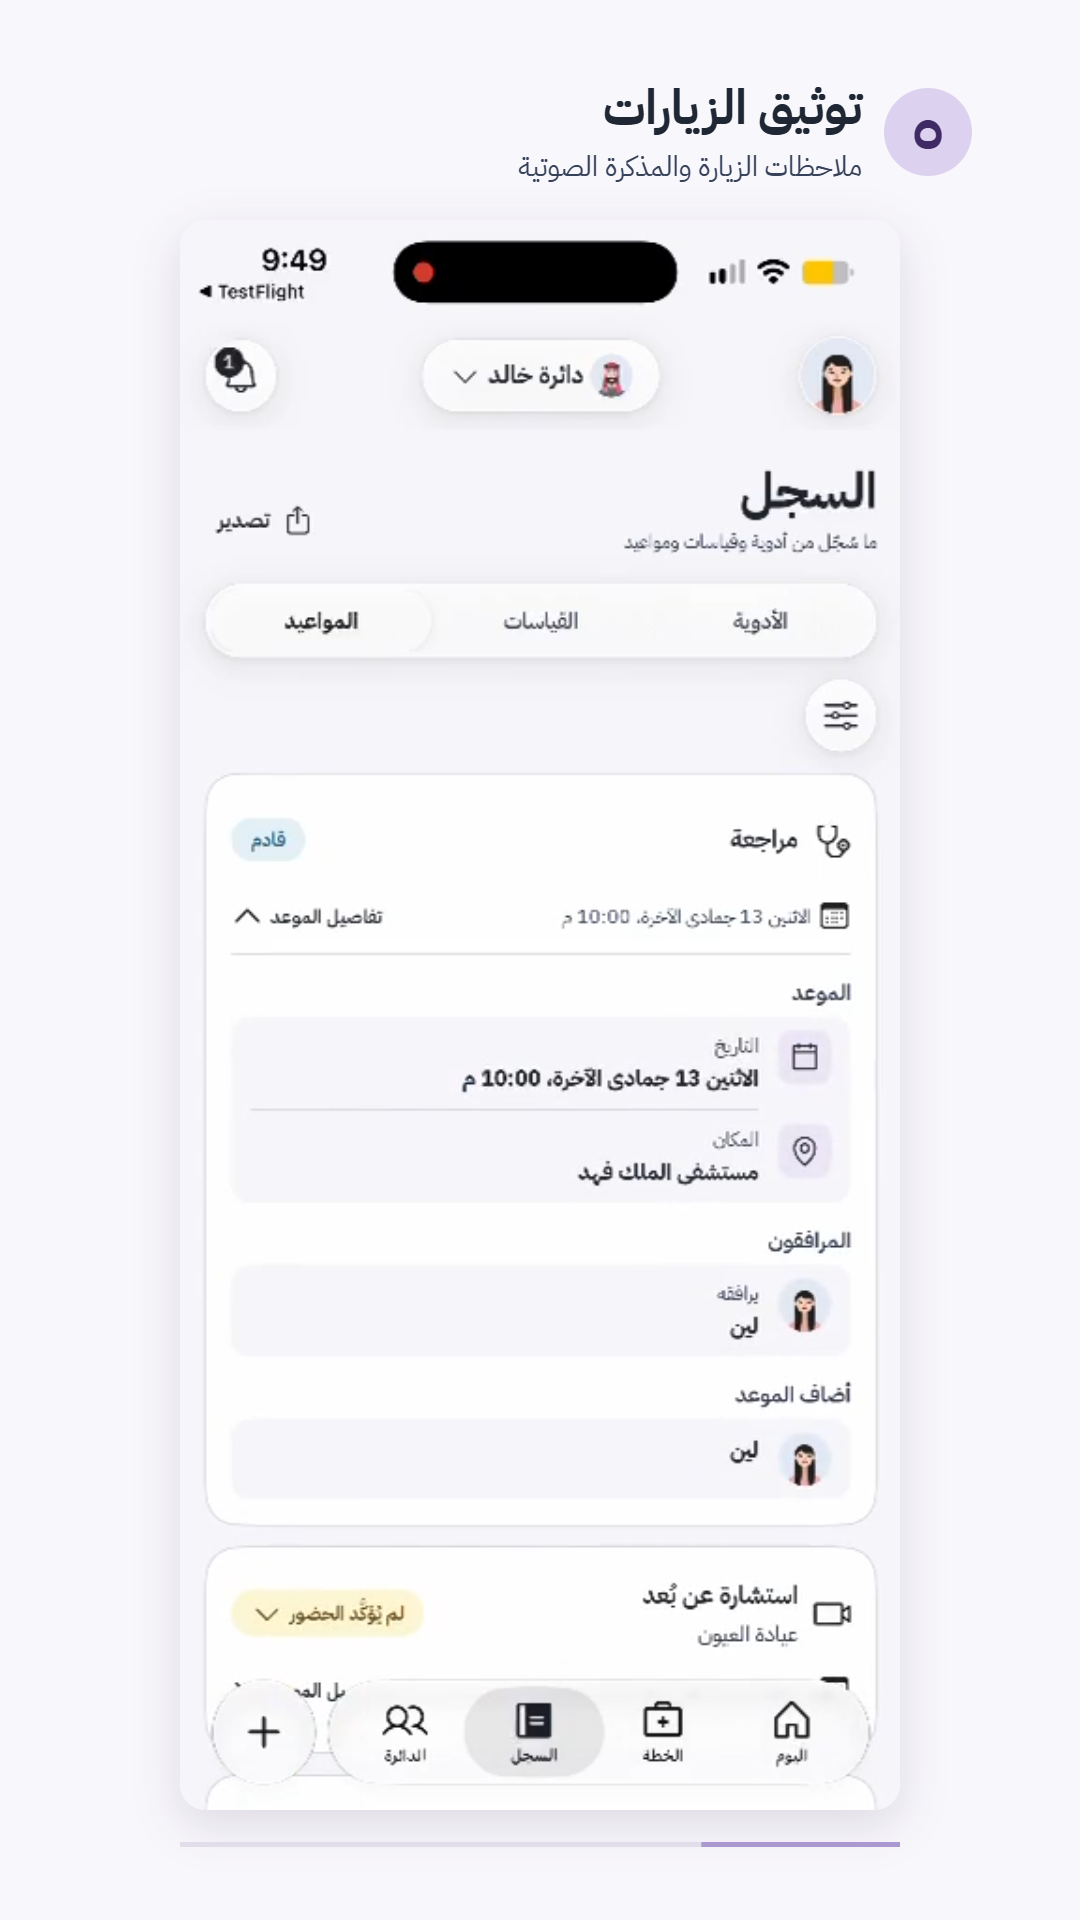 ٥
توثيق الزيارات
ملاحظات الزيارة والمذكرة الصوتية
9:49
TestFlight
1
دائرة خالد
السجل
ما سُجّل من أدوية وقياسات ومواعيد
تصدير
الأدوية
القياسات
المواعيد
مراجعة
قادم
الاثنين 13 جمادى الآخرة، 10:00 م
تفاصيل الموعد
الموعد
التاريخ
الاثنين 13 جمادى الآخرة، 10:00 م
المكان
مستشفى الملك فهد
المرافقون
يرافقه
لين
أضاف الموعد
لين
استشارة عن بُعد
عيادة العيون
لم يُؤكَّد الحضور
اليوم
الخطة
السجل
الدائرة